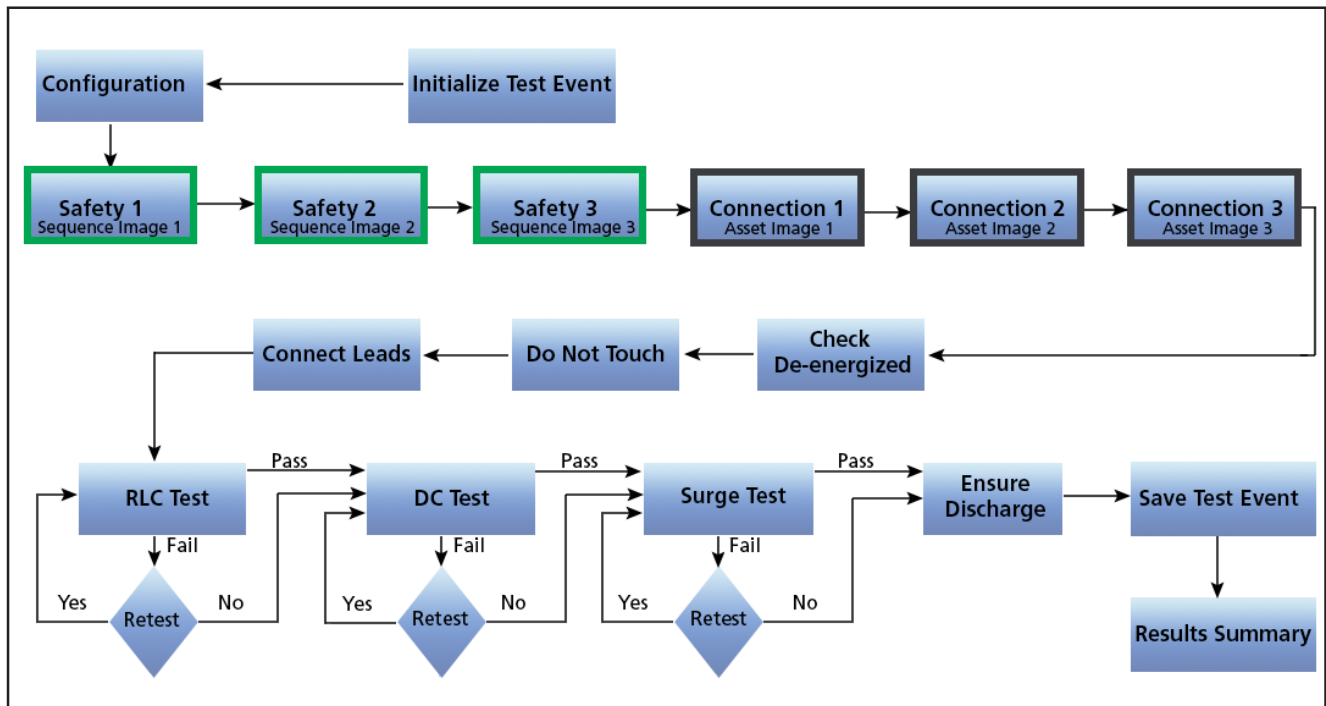 Configuration
Initialize Test Event
Safety 1
Sequence Image 1
Safety 2
Sequence Image 2
Safety 3
Sequence Image 3
Connection 1
Asset Image 1
Connection 2
Asset Image 2
Connection 3
Asset Image 3
Check
De-energized
Do Not Touch
Connect Leads
RLC Test
Pass
DC Test
Pass
Surge Test
Pass
Ensure
Discharge
Save Test Event
Fail
Yes
Retest
No
Fail
Yes
Retest
No
Fail
Yes
Retest
No
Results Summary